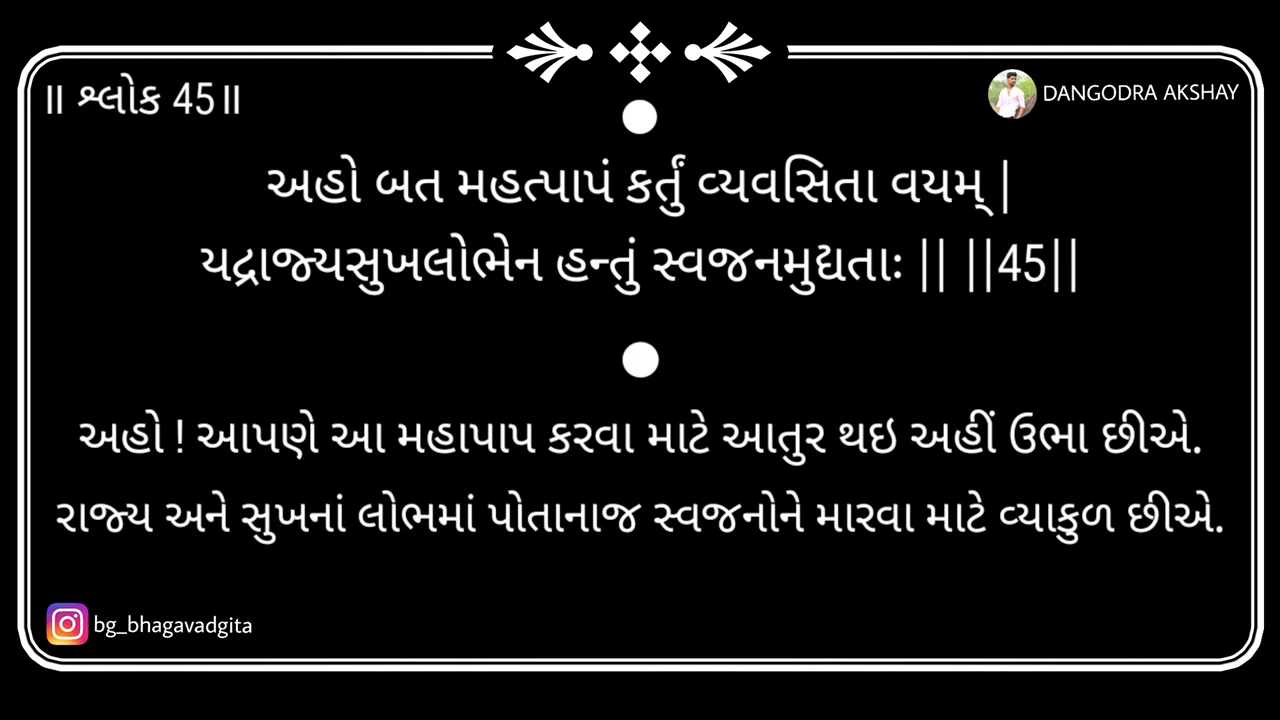 ॥ શ્લોક 45॥
DANGODRA AKSHAY
અહો બત મહત્પાપં કર્તું વ્યવસિતા વયમ્ |
યદ્રાજ્યસુખલોભેન હન્તું સ્વજનમુદ્યતાઃ || ||45||
અહો ! આપણે આ મહાપાપ કરવા માટે આતુર થઇ અહીં ઉભા છીએ.
રાજ્ય અને સુખનાં લોભમાં પોતાનાજ સ્વજનોને મારવા માટે વ્યાકુળ છીએ.
bg_bhagavadgita